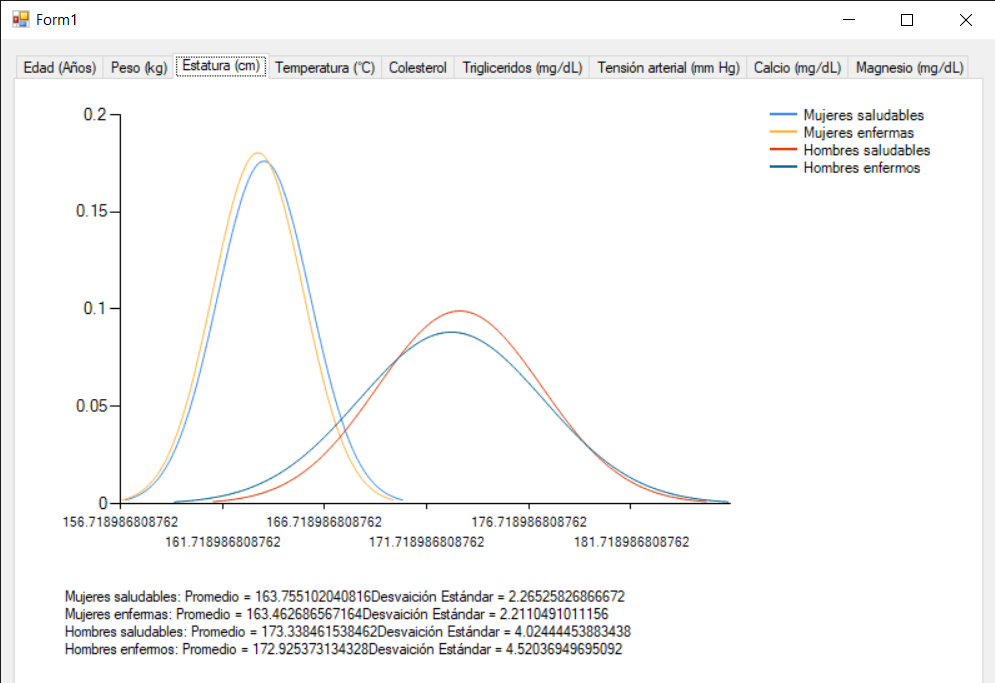 Form1
Edad (Años) Peso (kg) Estatura (cm) Temperatura (°C) Colesterol Trigliceridos (mg/dL) Tensión arterial (mm Hg) Calcio (mg/dL) Magnesio (mg/dL)
Mujeres saludables
Mujeres enfermas
Hombres saludables
Hombres enfermos
0.2
0.15
0.1
0.05
0
156.718986808762 166.718986808762 176.718986808762
161.718986808762 171.718986808762 181.718986808762
Mujeres saludables: Promedio = 163.755102040816Desvaición Estándar = 2.26525826866672
Mujeres enfermas: Promedio = 163.462686567164Desvaición Estándar = 2.2110491011156
Hombres saludables: Promedio = 173.338461538462Desvaición Estándar = 4.02444453883438
Hombres enfermos: Promedio = 172.925373134328Desvaición Estándar = 4.52036949695092